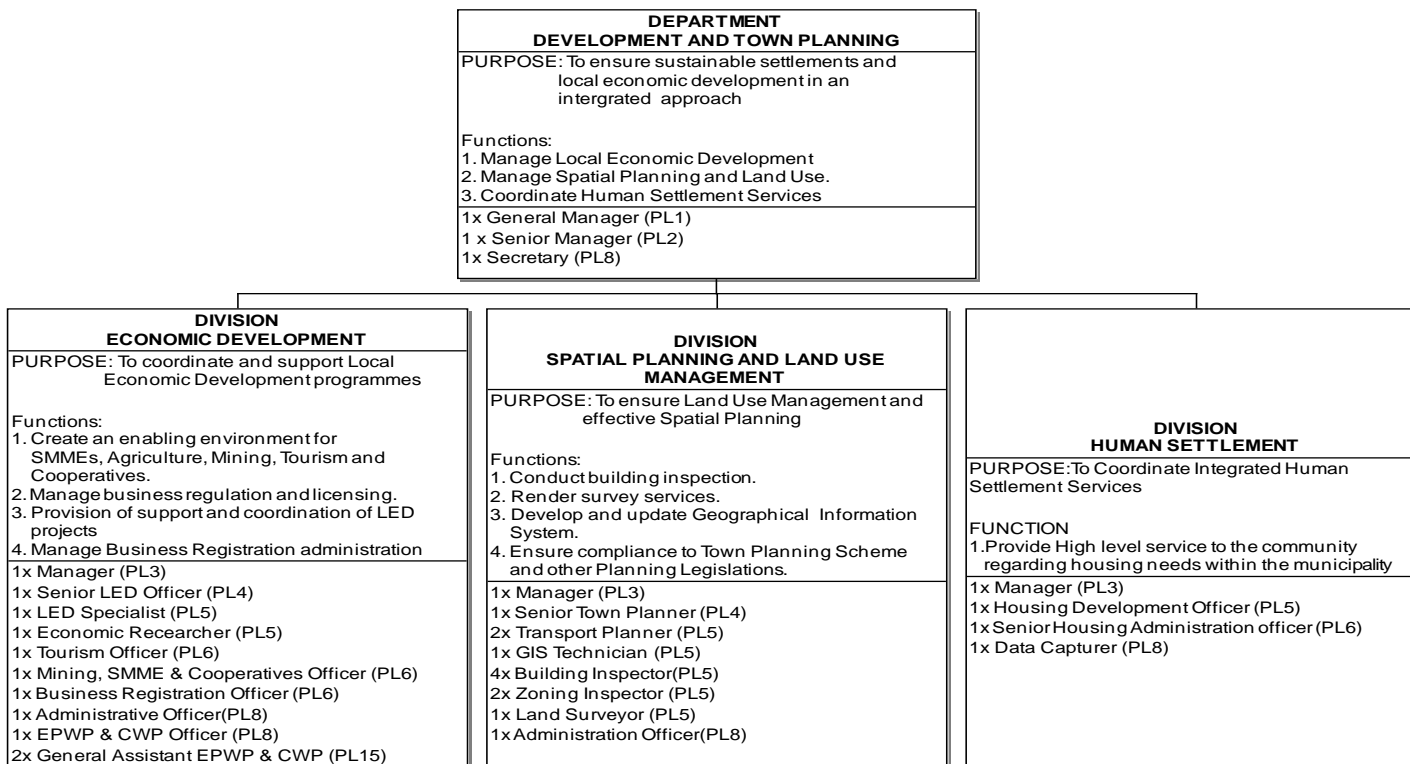 DEPARTMENT
DEVELOPMENT AND TOWN PLANNING
PURPOSE: To ensure sustainable settlements and
local economic development in an
intergrated approach
Functions:
1. Manage Local Economic Development
2. Manage Spatial Planning and Land Use.
3. Coordinate Human Settlement Services
1x General Manager (PL1)
1 x Senior Manager (PL2)
1x Secretary (PL8)
DIVISION
ECONOMIC DEVELOPMENT
PURPOSE: To coordinate and support Local
Economic Development programmes
Functions:
1. Create an enabling environment for
SMMEs, Agriculture, Mining, Tourism and
Cooperatives.
2. Manage business regulation and licensing.
3. Provision of support and coordination of LED
projects
4. Manage Business Registration administration
1x Manager (PL3)
1x Senior LED Officer (PL4)
1x LED Specialist (PL5)
1x Economic Recearcher (PL5)
1x Tourism Officer (PL6)
1x Mining, SMME & Cooperatives Officer (PL6)
1x Business Registration Officer (PL6)
1x Administrative Officer(PL8)
1x EPWP & CWP Officer (PL8)
2x General Assistant EPWP & CWP (PL15)
DIVISION
SPATIAL PLANNING AND LAND USE
MANAGEMENT
PURPOSE: To ensure Land Use Management and
effective Spatial Planning
Functions:
1. Conduct building inspection.
2. Render survey services.
3. Develop and update Geographical Information
System.
4. Ensure compliance to Town Planning Scheme
and other Planning Legislations.
1x Manager (PL3)
1x Senior Town Planner (PL4)
2x Transport Planner (PL5)
1x GIS Technician (PL5)
4x Building Inspector(PL5)
2x Zoning Inspector (PL5)
1x Land Surveyor (PL5)
1x Administration Officer(PL8)
DIVISION
HUMAN SETTLEMENT
PURPOSE:To Coordinate Integrated Human
Settlement Services
FUNCTION
1.Provide High level service to the community
regarding housing needs within the municipality
1x Manager (PL3)
1x Housing Development Officer (PL5)
1x Senior Housing Administration officer (PL6)
1x Data Capturer (PL8)